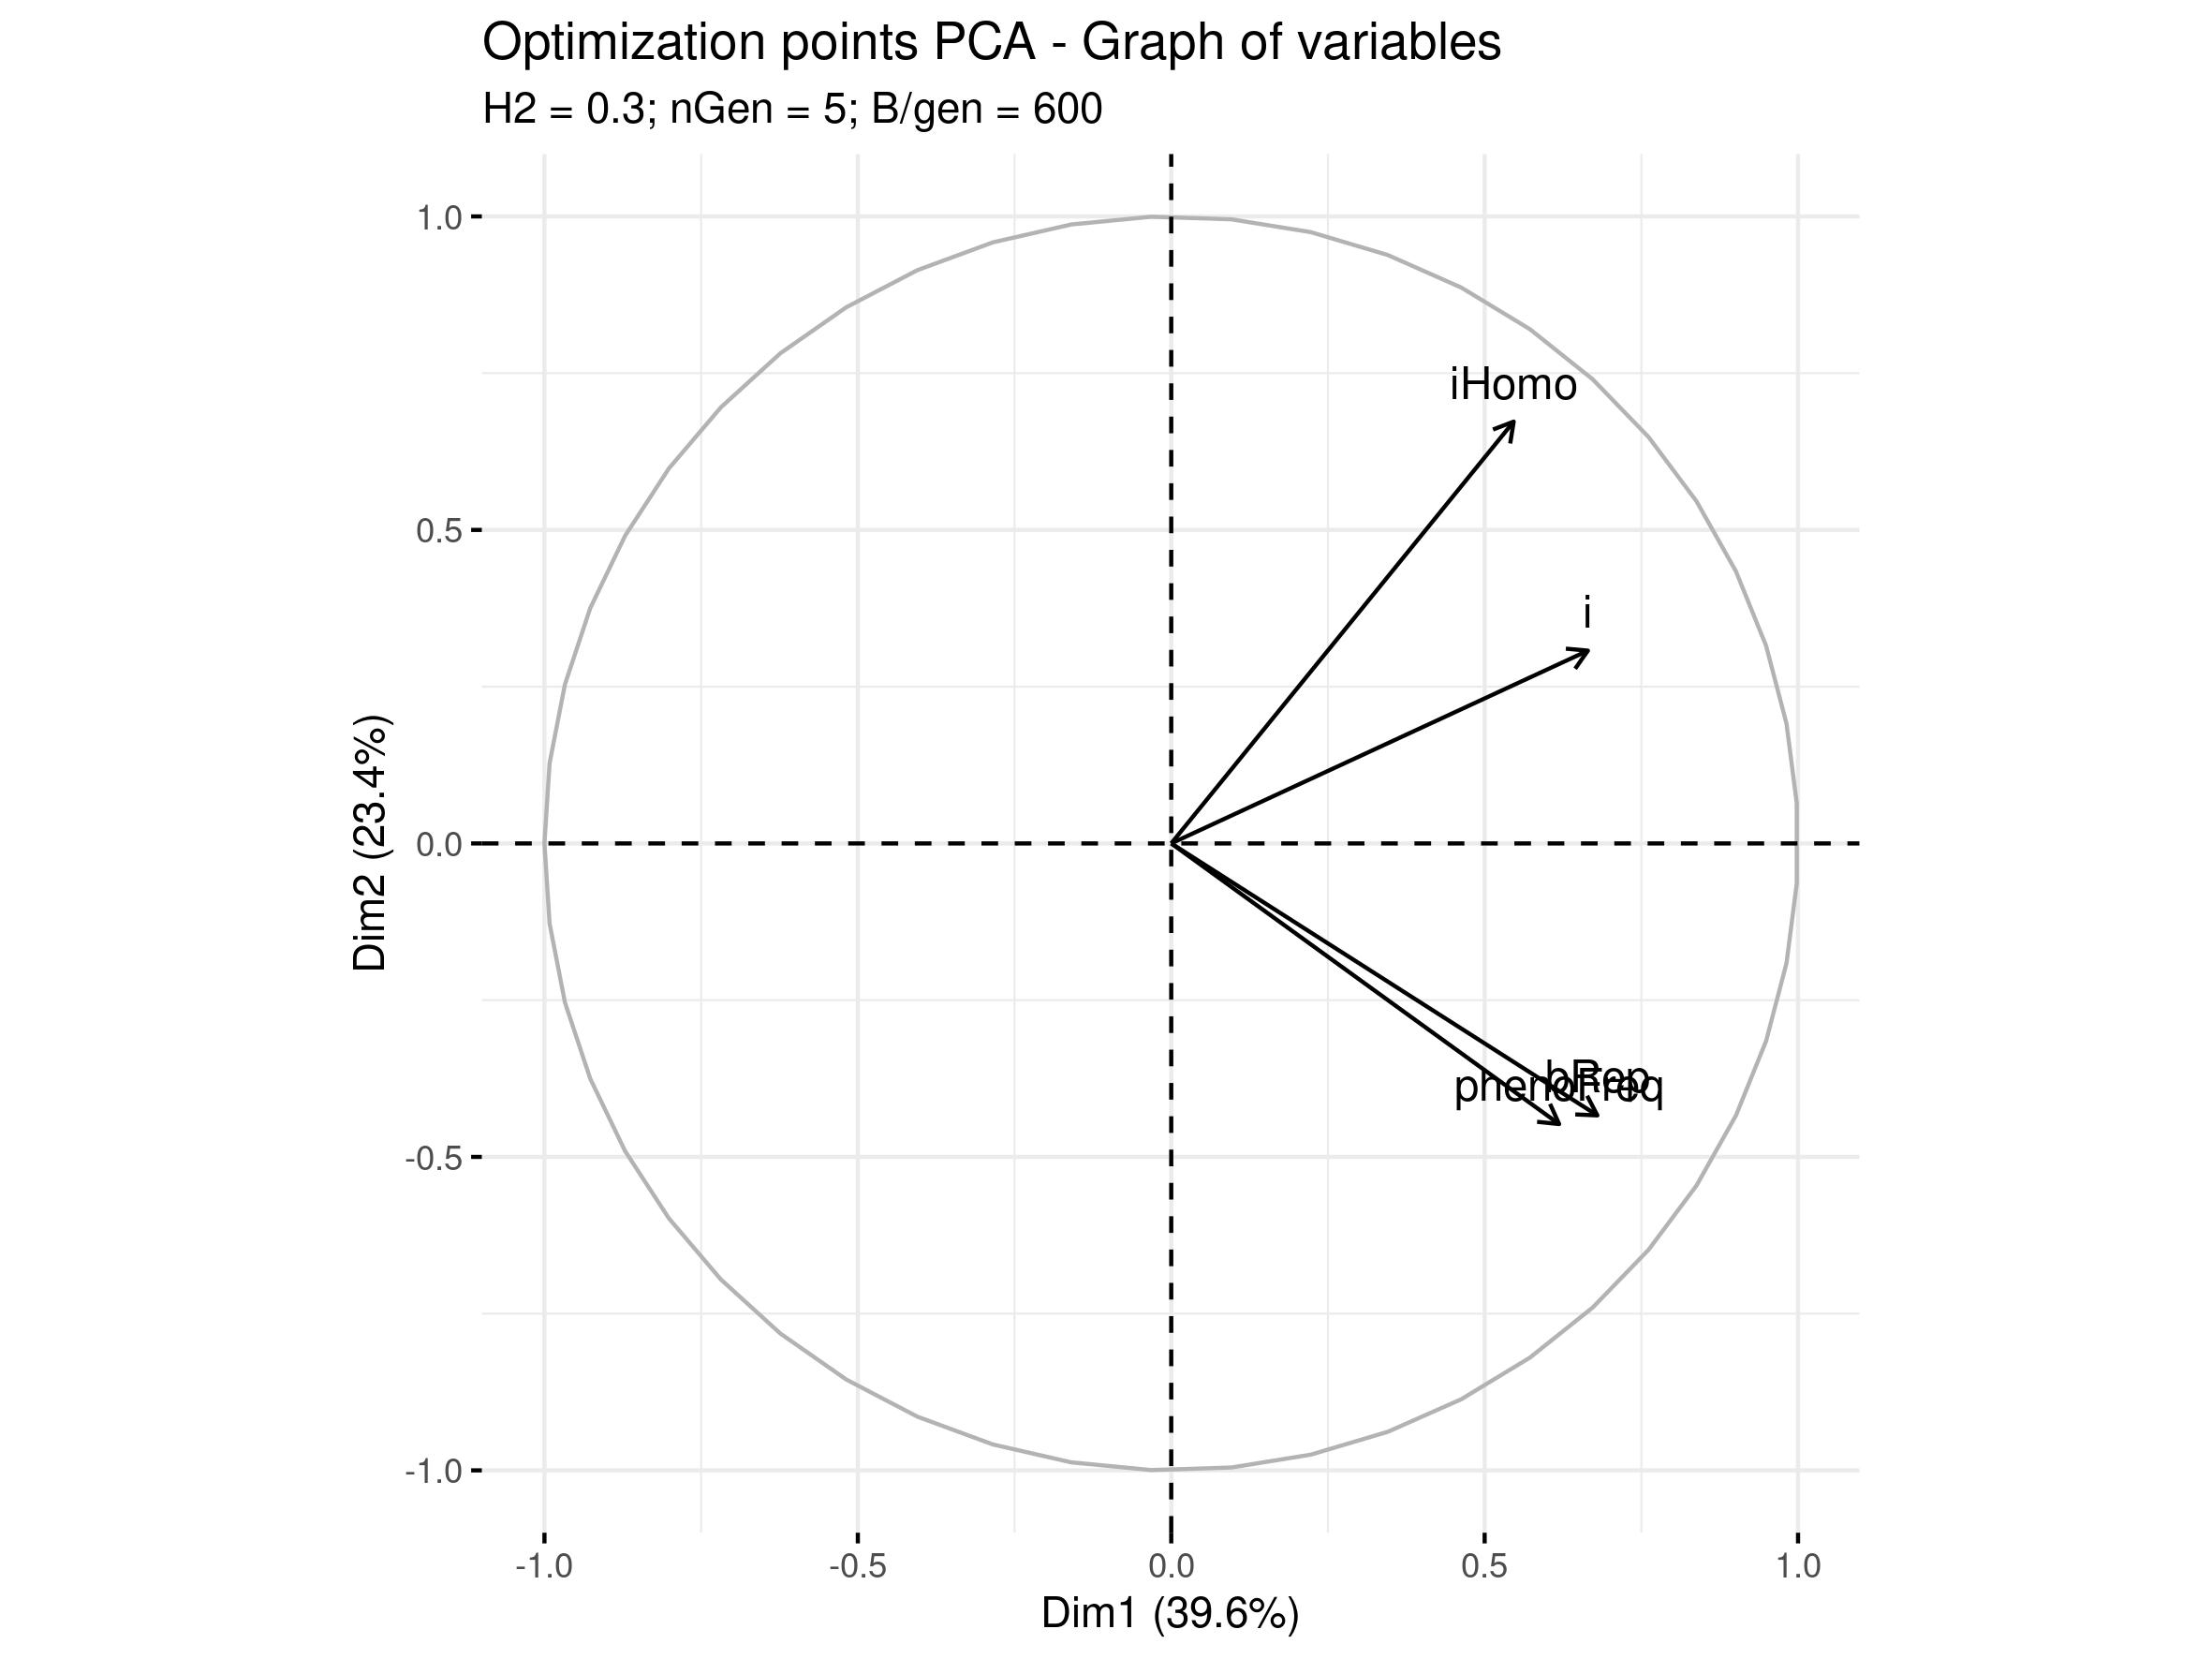 Optimization points PCA - Graph of variables
H2 = 0.3; nGen = 5; B/gen = 600
1.0
0.5
0.0
-0.5
-1.0
Dim2 (23.4%)
iHomo
i
bRep
phenoFreq
-1.0
-0.5
0.0
0.5
1.0
Dim1 (39.6%)